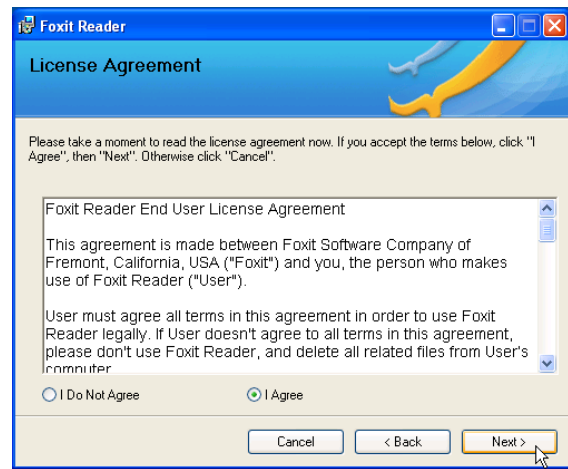 Foxit Reader
License Agreement
Please take a moment to read the license agreement now. If you accept the terms below, click "I
Agree", then "Next". Otherwise click "Cancel".
Foxit Reader End User License Agreement
This agreement is made between Foxit Software Company of
Fremont, California, USA ("Foxit") and you, the person who makes
use of Foxit Reader ("User").
User must agree all terms in this agreement in order to use Foxit
Reader legally. If User doesn't agree to all terms in this agreement,
please don't use Foxit Reader, and delete all related files from User's
computer
I Do Not Agree
I Agree
Cancel
< Back
Next >